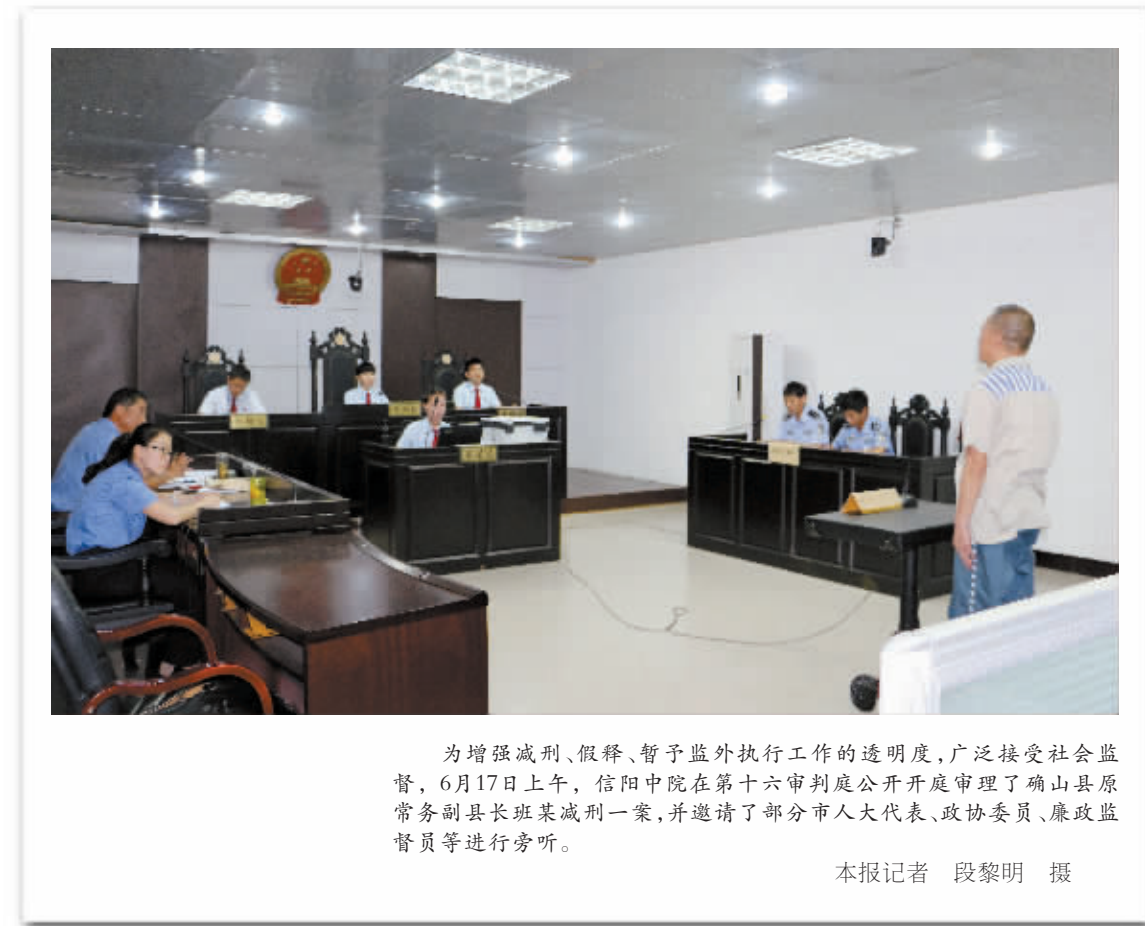 为增强减刑、假释、暂予监外执行工作的透明度,广泛接受社会监
督, 6月17日上午, 信阳中院在第十六审判庭公开开庭审理了确山县原
常务副县长班某减刑一案,并邀请了部分市人大代表、政协委员、廉政监
督员等进行旁听。
本报记者 段黎明 摄